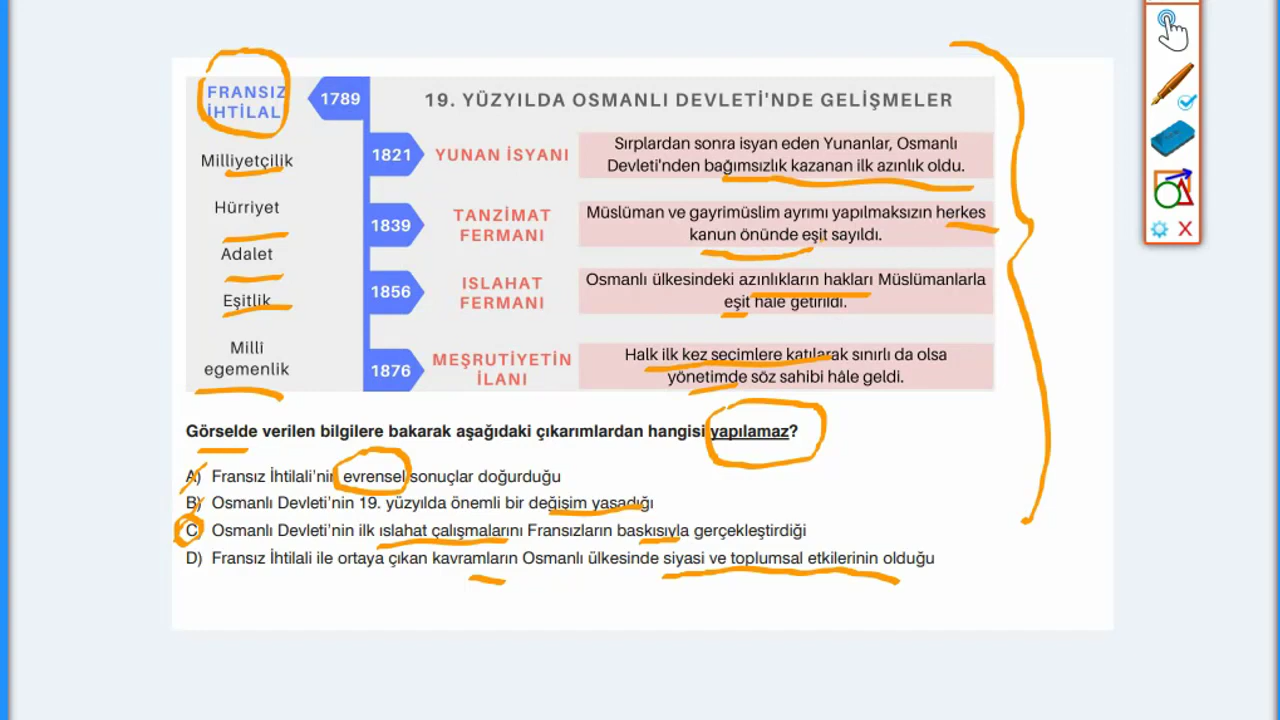 FRANSIZ
İHTİLAL
1789
19. YÜZYILDA OSMANLI DEVLETİ'NDE GELİŞMELER
Milliyetçilik
Hürriyet
Adalet
Eşitlik
Millî
egemenlik
1821
YUNAN İSYANI
Sırplardan sonra isyan eden Yunanlar, Osmanlı
Devleti'nden bağımsızlık kazanan ilk azınlık oldu.
1839
TANZİMAT
FERMANI
Müslüman ve gayrimüslim ayrımı yapılmaksızın herkes
kanun önünde eşit sayıldı.
1856
ISLAHAT
FERMANI
Osmanlı ülkesindeki azınlıkların hakları Müslümanlarla
eşit hâle getirildi.
1876
MEŞRUTİYETİN
İLANI
Halk ilk kez seçimlere katılarak sınırlı da olsa
yönetimde söz sahibi hâle geldi.
Görselde verilen bilgilere bakarak aşağıdaki çıkarımlardan hangisi yapılamaz?
A) Fransız İhtilali’nin evrensel sonuçlar doğurduğu
B) Osmanlı Devleti’nin 19. yüzyılda önemli bir değişim yaşadığı
C) Osmanlı Devleti’nin ilk ıslahat çalışmalarını Fransızların baskısıyla gerçekleştirdiği
D) Fransız İhtilali ile ortaya çıkan kavramların Osmanlı ülkesinde siyasi ve toplumsal etkilerinin olduğu